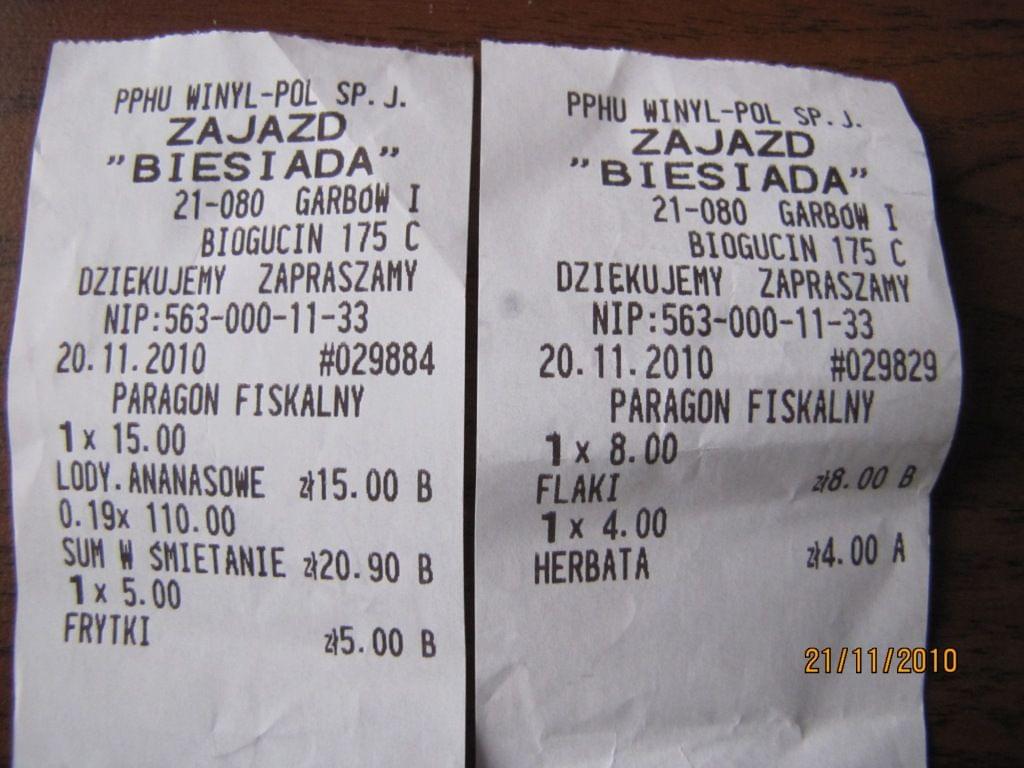 PPHU WINYL-POL SP. J.
ZAJAZD
"BIESIADA"
21-080 GARBÓW I
BIOGUCIN 175 C
DZIEKUJEMY ZAPRASZAMY
NIP:563-000-11-33
20.11.2010 #029884
PARAGON FISKALNY
1 x 15.00
LODY.ANANASOWE zł15.00 B
0.19x 110.00
SUM W ŚMIETANIE zł20.90 B
1 x 5.00
FRYTKI zł5.00 B
PPHU WINYL-POL SP. J.
ZAJAZD
"BIESIADA"
21-080 GARBÓW I
BIOGUCIN 175 C
DZIEKUJEMY ZAPRASZAMY
NIP:563-000-11-33
20.11.2010 #029829
PARAGON FISKALNY
1 x 8.00
FLAKI zł8.00 B
1 x 4.00
HERBATA zł4.00 A
21/11/2010